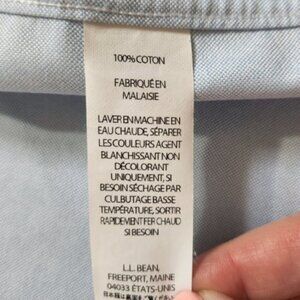 100% COTON
FABRIQUÉ EN
MALAISIE
LAVER EN MACHINE EN
EAU CHAUDE, SÉPARER
LES COULEURS AGENT
BLANCHISSANT NON
DÉCOLORANT
UNIQUEMENT, SI
BESOIN SÉCHAGE PAR
CULBUTAGE BASSE
TEMPÉRATURE, SORTIR
RAPIDEMENT FER CHAUD
SI BESOIN
L.L. BEAN,
FREEPORT, MAINE
04033 ÉTATS-UNIS